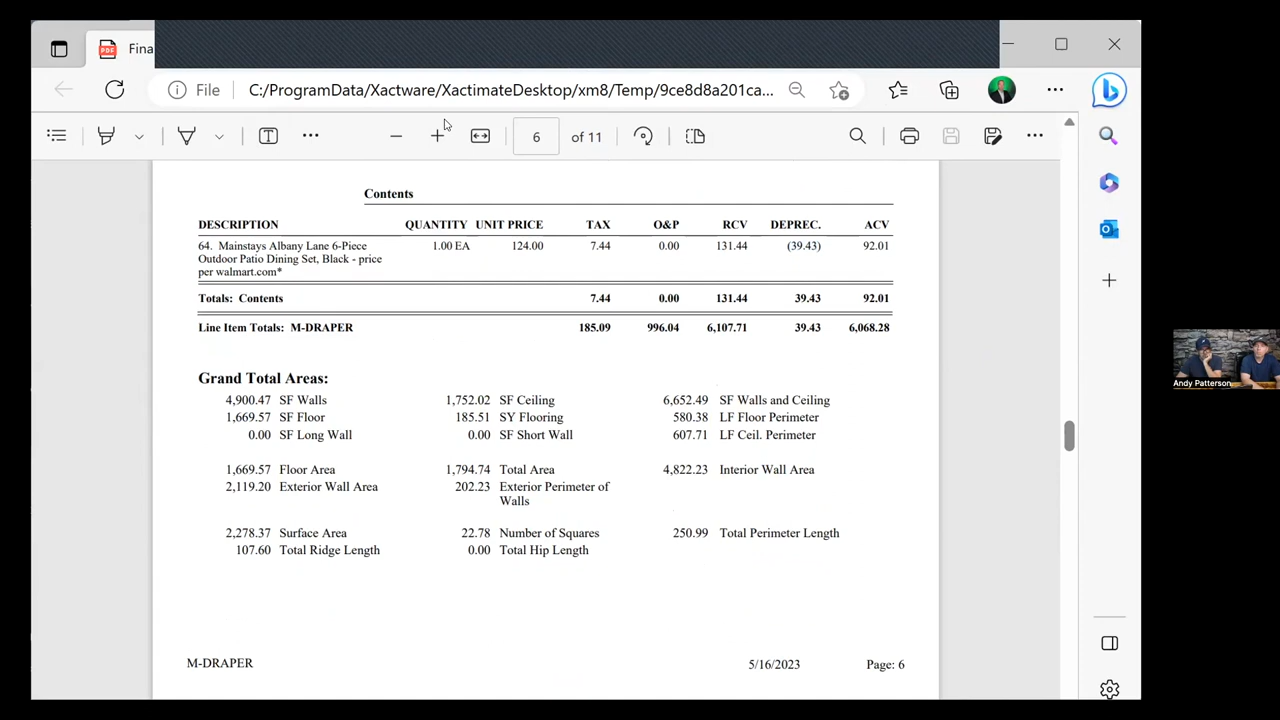 Fina
File C:/ProgramData/Xactware/XactimateDesktop/xm8/Temp/9ce8d8a201ca...
6 of 11
Contents
DESCRIPTION QUANTITY UNIT PRICE TAX O&P RCV DEPREC. ACV
64. Mainstays Albany Lane 6-Piece 1.00 EA 124.00 7.44 0.00 131.44 (39.43) 92.01
Outdoor Patio Dining Set, Black - price
per walmart.com*
Totals: Contents 7.44 0.00 131.44 39.43 92.01
Line Item Totals: M-DRAPER 185.09 996.04 6,107.71 39.43 6,068.28
Grand Total Areas:
4,900.47 SF Walls 1,752.02 SF Ceiling 6,652.49 SF Walls and Ceiling
1,669.57 SF Floor 185.51 SY Flooring 580.38 LF Floor Perimeter
0.00 SF Long Wall 0.00 SF Short Wall 607.71 LF Ceil. Perimeter
1,669.57 Floor Area 1,794.74 Total Area 4,822.23 Interior Wall Area
2,119.20 Exterior Wall Area 202.23 Exterior Perimeter of
Walls
2,278.37 Surface Area 22.78 Number of Squares 250.99 Total Perimeter Length
107.60 Total Ridge Length 0.00 Total Hip Length
M-DRAPER 5/16/2023 Page: 6
Andy Patterson